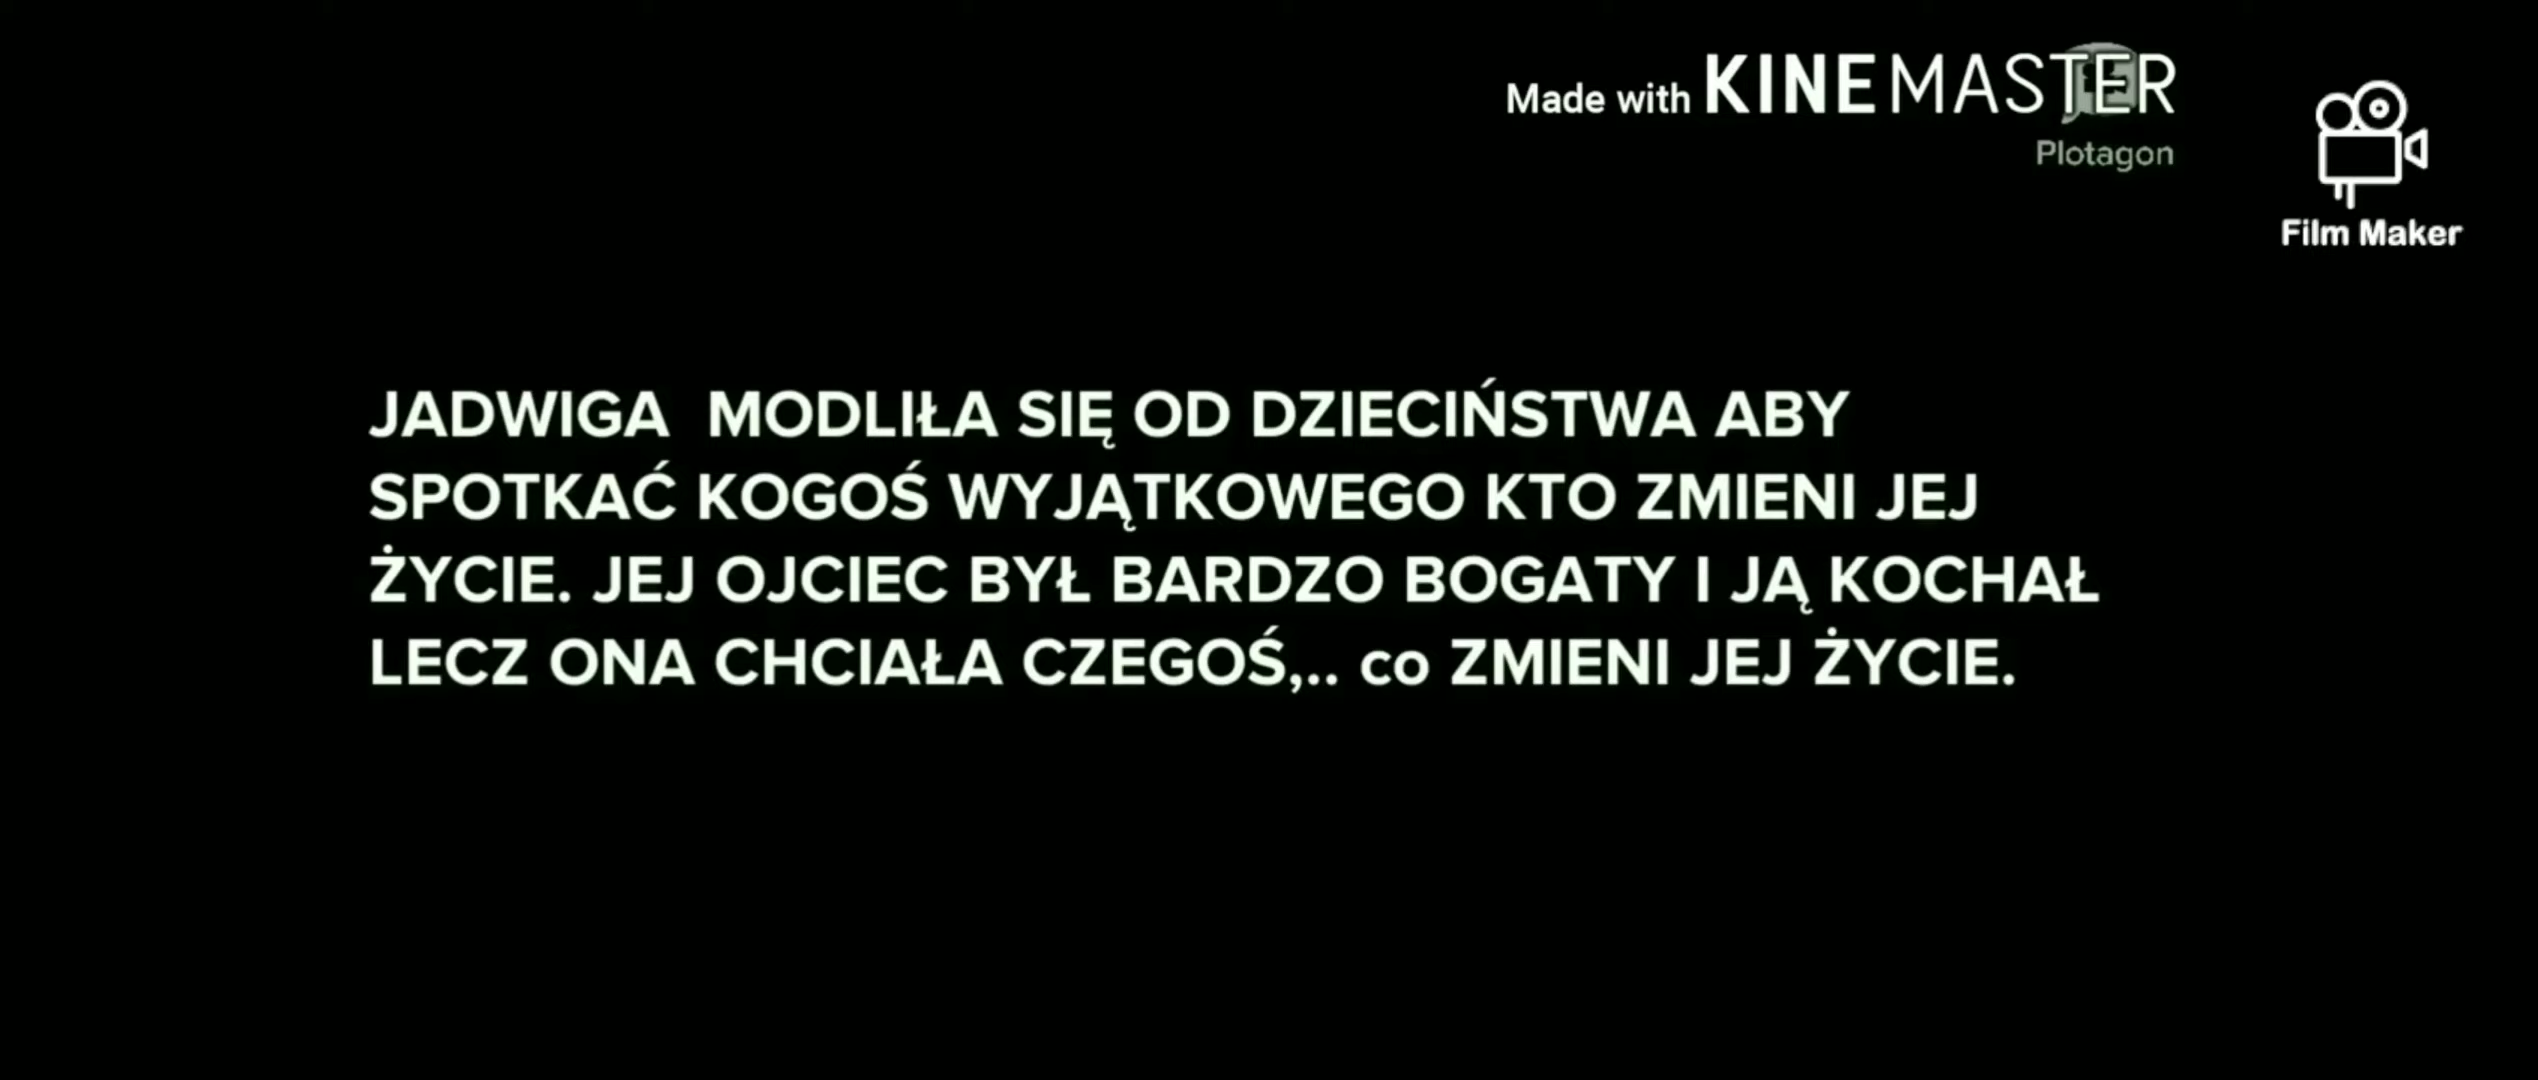 Made with KINEMASTER
Plotagon
Film Maker
JADWIGA  MODLIŁA SIĘ OD DZIECIŃSTWA ABY
SPOTKAĆ KOGOŚ WYJĄTKOWEGO KTO ZMIENI JEJ
ŻYCIE. JEJ OJCIEC BYŁ BARDZO BOGATY I JĄ KOCHAŁ
LECZ ONA CHCIAŁA CZEGOŚ,.. co ZMIENI JEJ ŻYCIE.